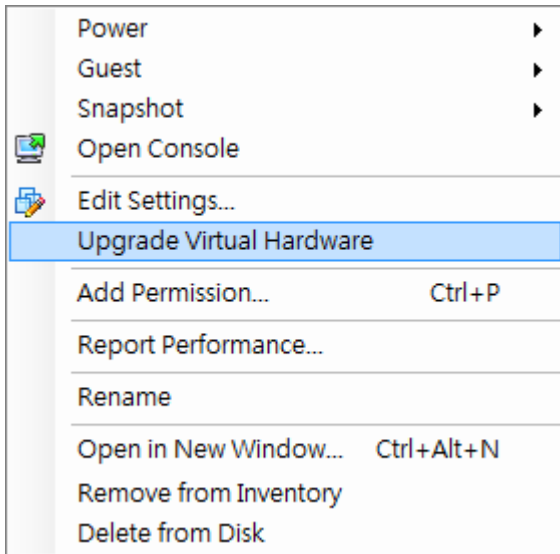 Power
Guest
Snapshot
Open Console
Edit Settings...
Upgrade Virtual Hardware
Add Permission... Ctrl+P
Report Performance...
Rename
Open in New Window... Ctrl+Alt+N
Remove from Inventory
Delete from Disk